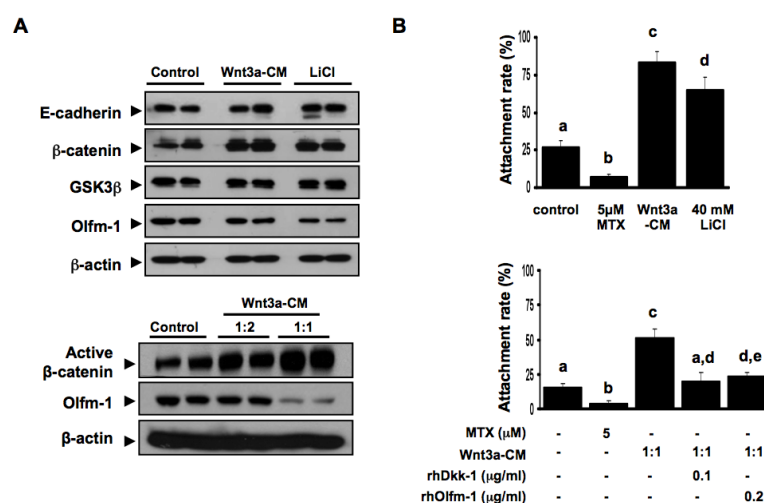 A
Control Wnt3a-CM LiCl
E-cadherin
β-catenin
GSK3β
Olfm-1
β-actin
Wnt3a-CM
Control 1:2 1:1
Active
β-catenin
Olfm-1
β-actin
B
Attachment rate (%)
100
75
50
25
0
a
b
c
d
control
5μM
MTX
Wnt3a
-CM
40 mM
LiCl
Attachment rate (%)
100
75
50
25
0
a
b
c
a,d
d,e
MTX (μM) - 5 - - -
Wnt3a-CM - - 1:1 1:1 1:1
rhDkk-1 (μg/ml) - - - 0.1 -
rhOlfm-1 (μg/ml) - - - - 0.2